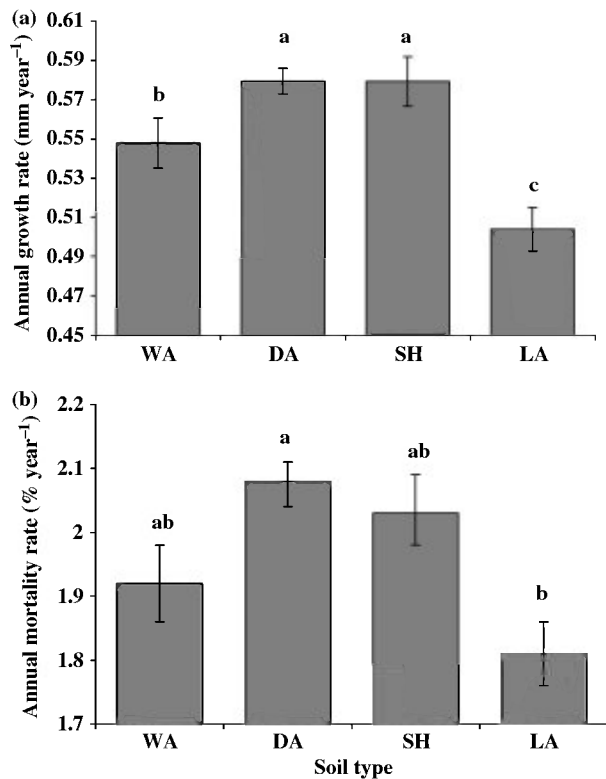 (a)
Annual growth rate (mm year⁻¹)
0.61
0.59
0.57
0.55
0.53
0.51
0.49
0.47
0.45
b
a
a
c
WA DA SH LA
(b)
Annual mortality rate (% year⁻¹)
2.2
2.1
2
1.9
1.8
1.7
ab
a
ab
b
WA DA SH LA
Soil type